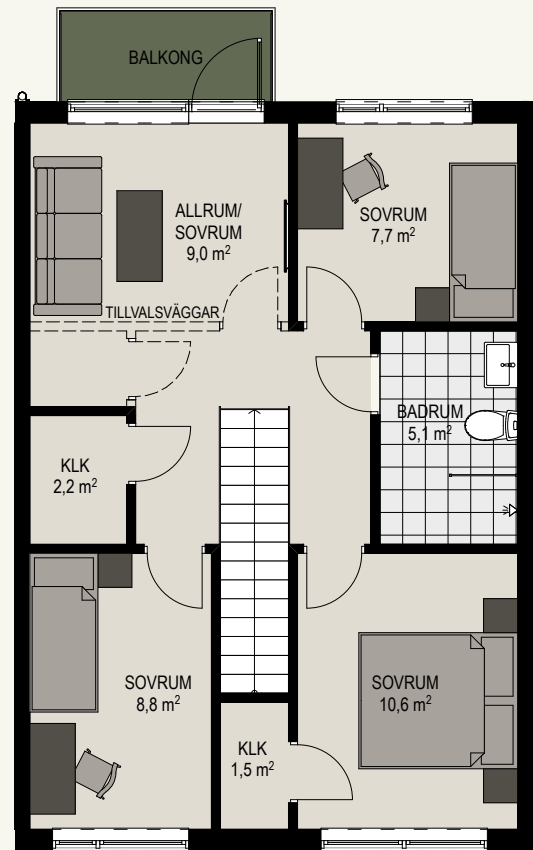 BALKONG
ALLRUM/
SOVRUM
9,0 m²
SOVRUM
7,7 m²
TILLVALSVÄGGAR
BADRUM
5,1 m²
KLK
2,2 m²
SOVRUM
8,8 m²
SOVRUM
10,6 m²
KLK
1,5 m²